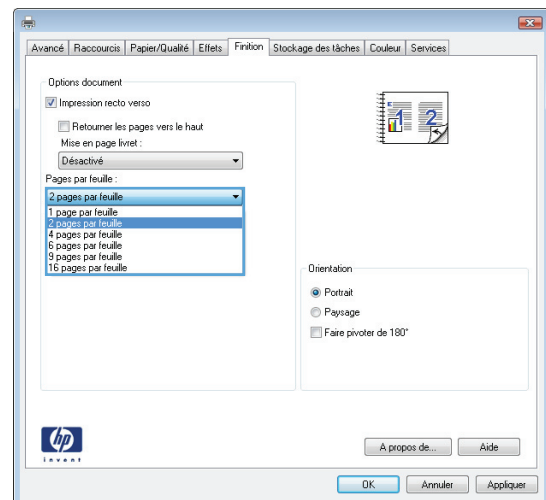 Avancé Raccourcis Papier/Qualité Effets Finition Stockage des tâches Couleur Services
Options document
Impression recto verso
Retourner les pages vers le haut
Mise en page livret :
Désactivé
Pages par feuille :
2 pages par feuille
1 page par feuille
2 pages par feuille
4 pages par feuille
6 pages par feuille
9 pages par feuille
16 pages par feuille
1 2
Orientation
Portrait
Paysage
Faire pivoter de 180°
hp
invent
A propos de... Aide
OK Annuler Appliquer